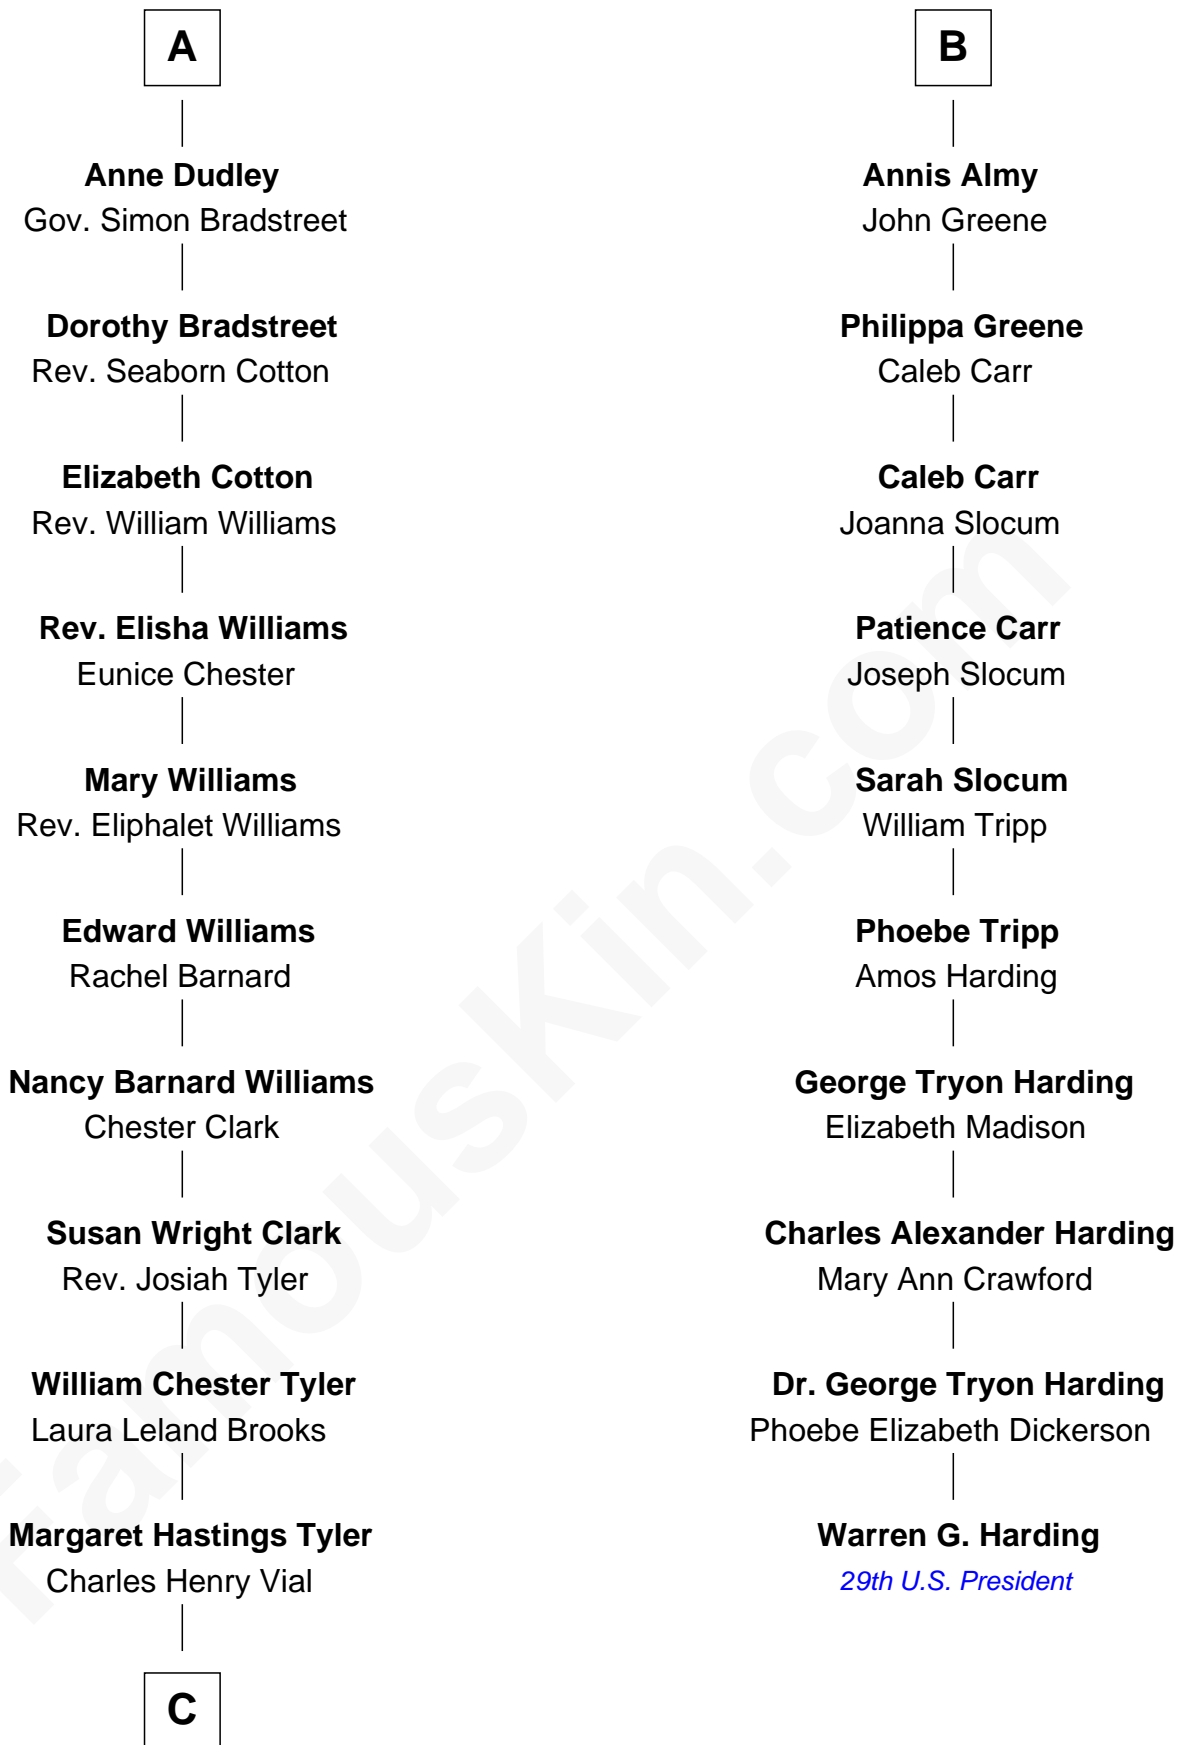 A
Anne Dudley
Gov. Simon Bradstreet
Dorothy Bradstreet
Rev. Seaborn Cotton
Elizabeth Cotton
Rev. William Williams
Rev. Elisha Williams
Eunice Chester
Mary Williams
Rev. Eliphalet Williams
Edward Williams
Rachel Barnard
Nancy Barnard Williams
Chester Clark
Susan Wright Clark
Rev. Josiah Tyler
William Chester Tyler
Laura Leland Brooks
Margaret Hastings Tyler
Charles Henry Vial
C
B
Annis Almy
John Greene
Philippa Greene
Caleb Carr
Caleb Carr
Joanna Slocum
Patience Carr
Joseph Slocum
Sarah Slocum
William Tripp
Phoebe Tripp
Amos Harding
George Tryon Harding
Elizabeth Madison
Charles Alexander Harding
Mary Ann Crawford
Dr. George Tryon Harding
Phoebe Elizabeth Dickerson
Warren G. Harding
29th U.S. President
FamousKin.com